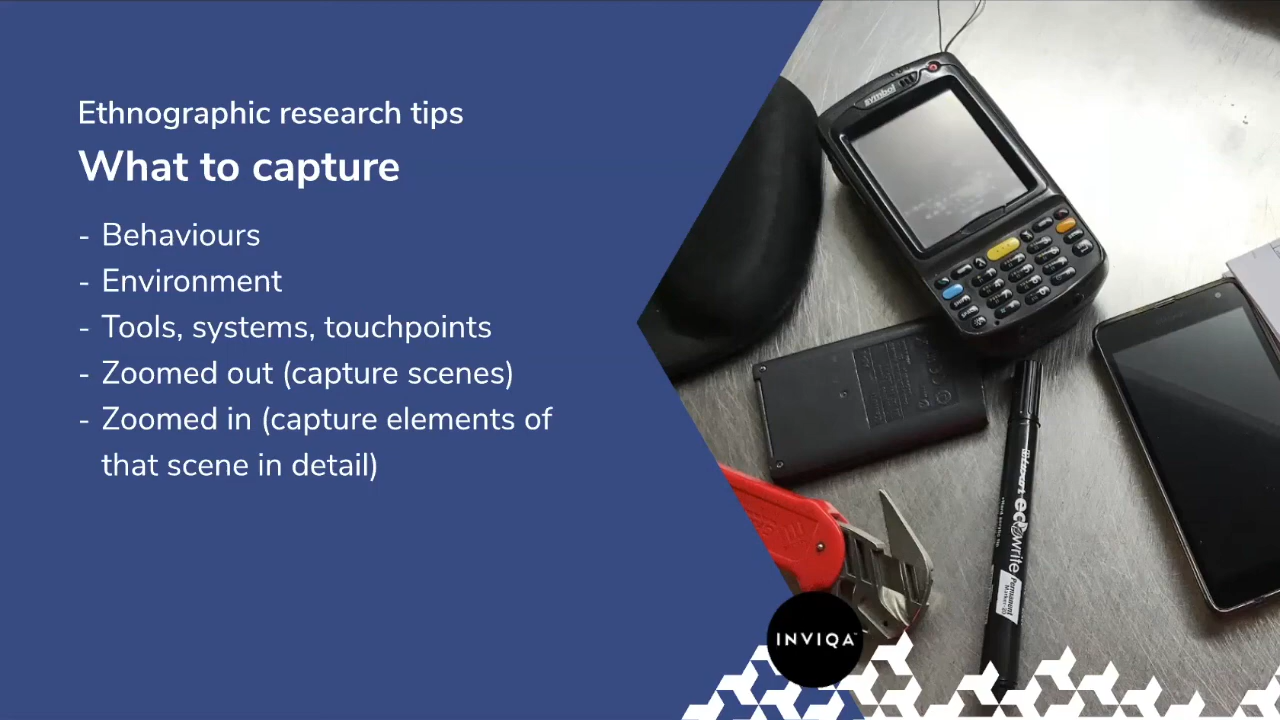 Ethnographic research tips
What to capture
- Behaviours
- Environment
- Tools, systems, touchpoints
- Zoomed out (capture scenes)
- Zoomed in (capture elements of
that scene in detail)
symbol
ecowrite
Permanent
INVIQA